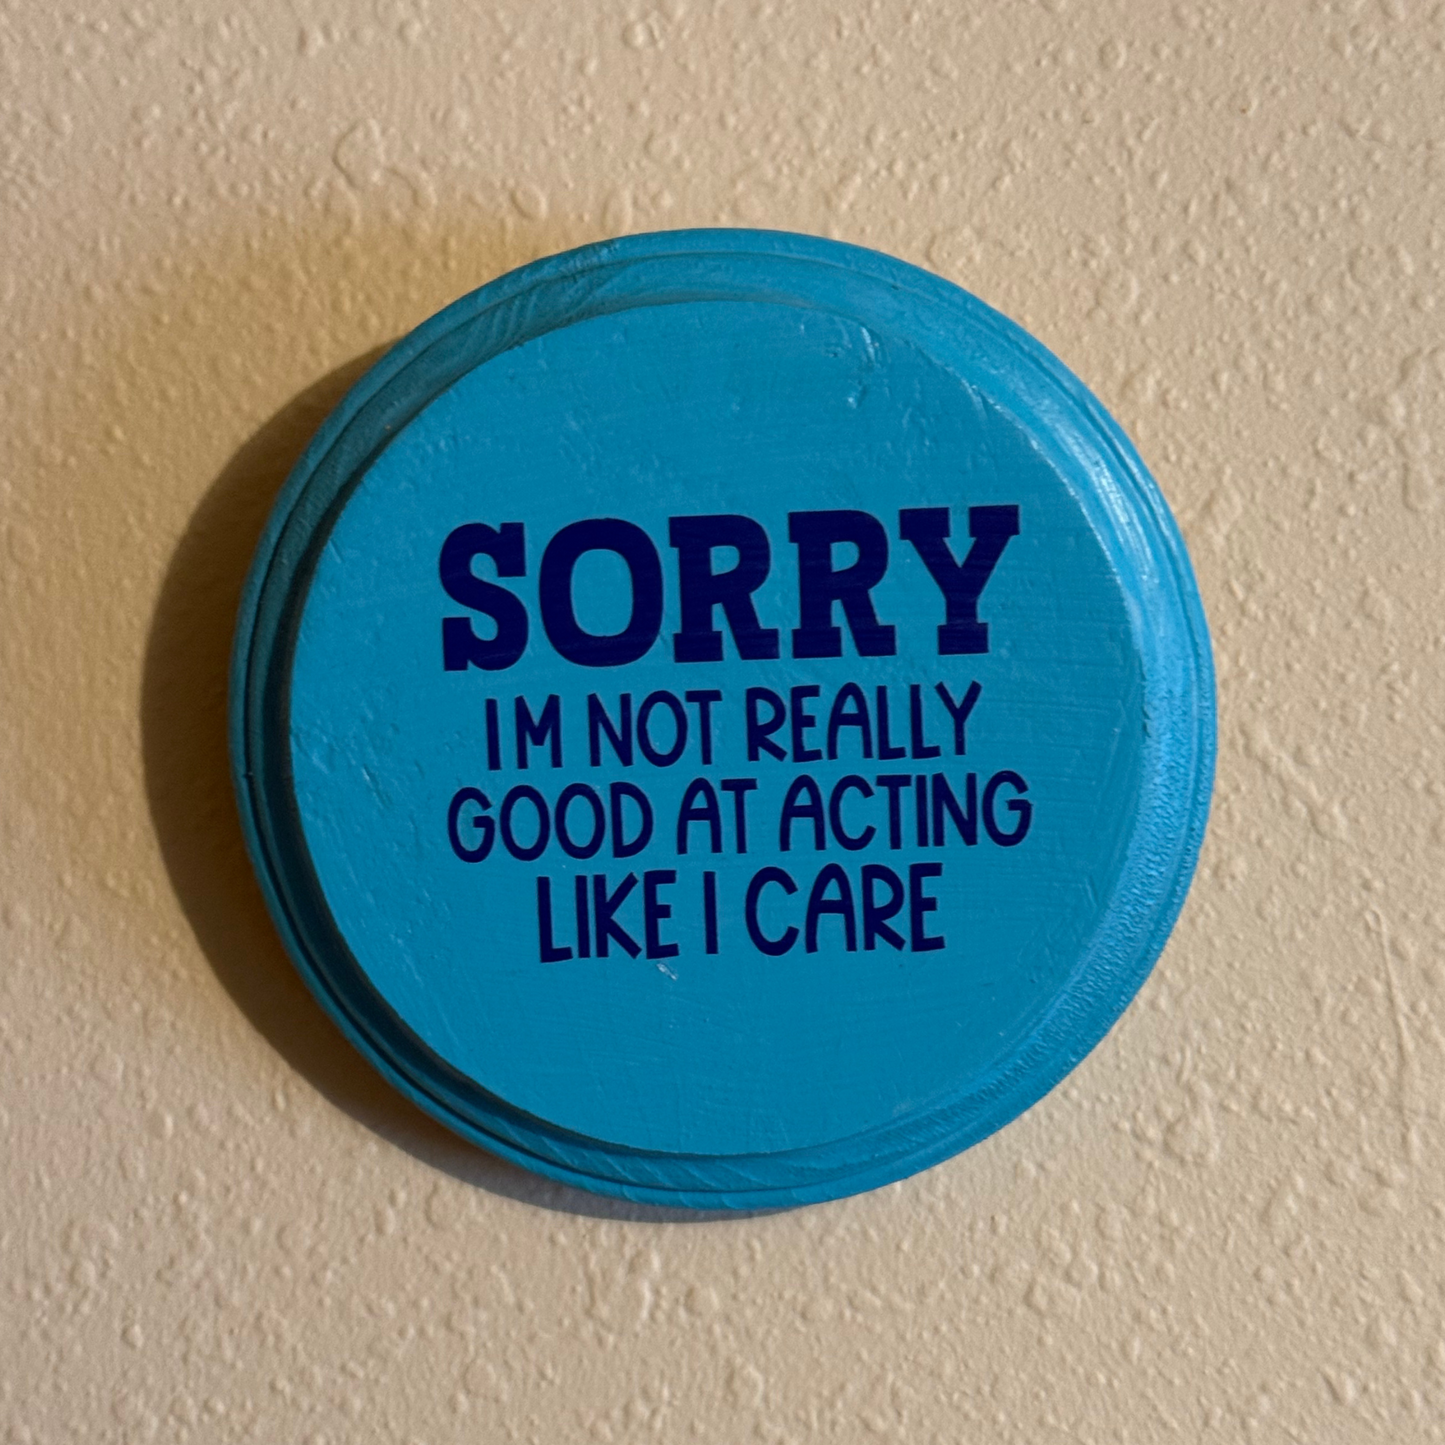 SORRY
IM NOT REALLY
GOOD AT ACTING
LIKE I CARE